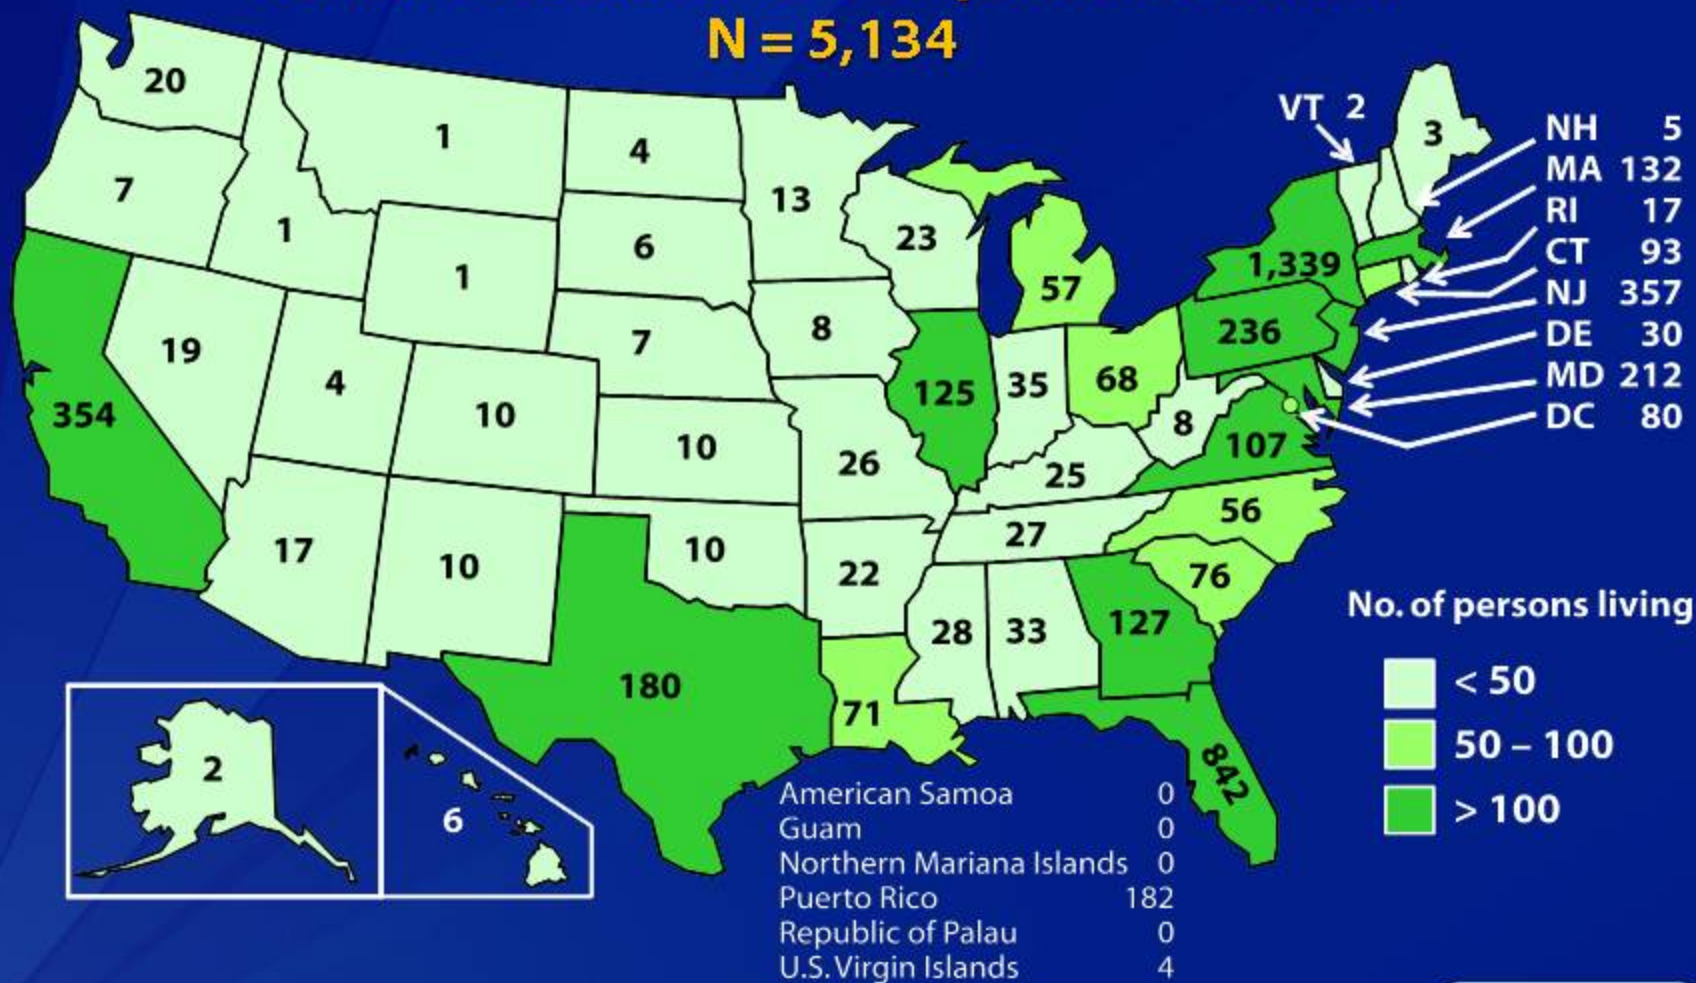 N = 5,134
VT 2
3
NH 5
MA 132
RI 17
CT 93
NJ 357
DE 30
MD 212
DC 80
20
1
4
7
13
1
6
23
1,339
1
57
7
8
236
19
4
10
125
35
68
354
10
26
8
107
25
17
10
10
27
56
22
76
28
33
127
180
71
842
2
6
No. of persons living
< 50
50 – 100
> 100
American Samoa 0
Guam 0
Northern Mariana Islands 0
Puerto Rico 182
Republic of Palau 0
U.S. Virgin Islands 4